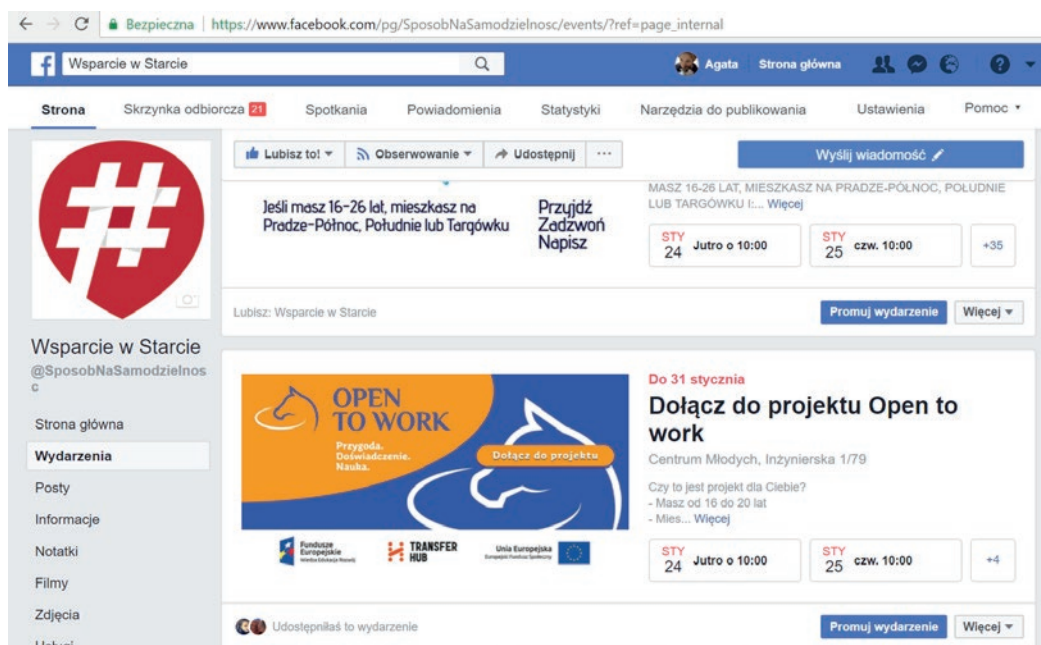 Bezpieczna | https://www.facebook.com/pg/SposobNaSamodzielnosc/events/?ref=page_internal
f Wsparcie w Starcie Agata Strona główna
Strona Skrzynka odbiorcza 21 Spotkania Powiadomienia Statystyki Narzędzia do publikowania Ustawienia Pomoc
#
Wsparcie w Starcie
@SposobNaSamodzielnos
c
Strona główna
Wydarzenia
Posty
Informacje
Notatki
Filmy
Zdjęcia
Lubisz to! Obserwowanie Udostępnij ... Wyślij wiadomość
Jeśli masz 16-26 lat, mieszkasz na
Pradze-Północ, Południe lub Targówku
Przyjdź
Zadzwoń
Napisz
MASZ 16-26 LAT, MIESZKASZ NA PRADZE-PÓŁNOC, POŁUDNIE
LUB TARGÓWKU I:... Więcej
STY
24 Jutro o 10:00
STY
25 czw. 10:00
+35
Lubisz: Wsparcie w Starcie
Promuj wydarzenie Więcej
OPEN
TO WORK
Przygoda.
Doświadczenie.
Nauka.
Dołącz do projektu
Fundusze
Europejskie
Wiedza Edukacja Rozwój
TRANSFER
HUB
Unia Europejska
Europejski Fundusz Społeczny
Do 31 stycznia
Dołącz do projektu Open to
work
Centrum Młodych, Inżynierska 1/79
Czy to jest projekt dla Ciebie?
- Masz od 16 do 20 lat
- Mies... Więcej
STY
24 Jutro o 10:00
STY
25 czw. 10:00
+4
Udostępniłaś to wydarzenie
Promuj wydarzenie Więcej